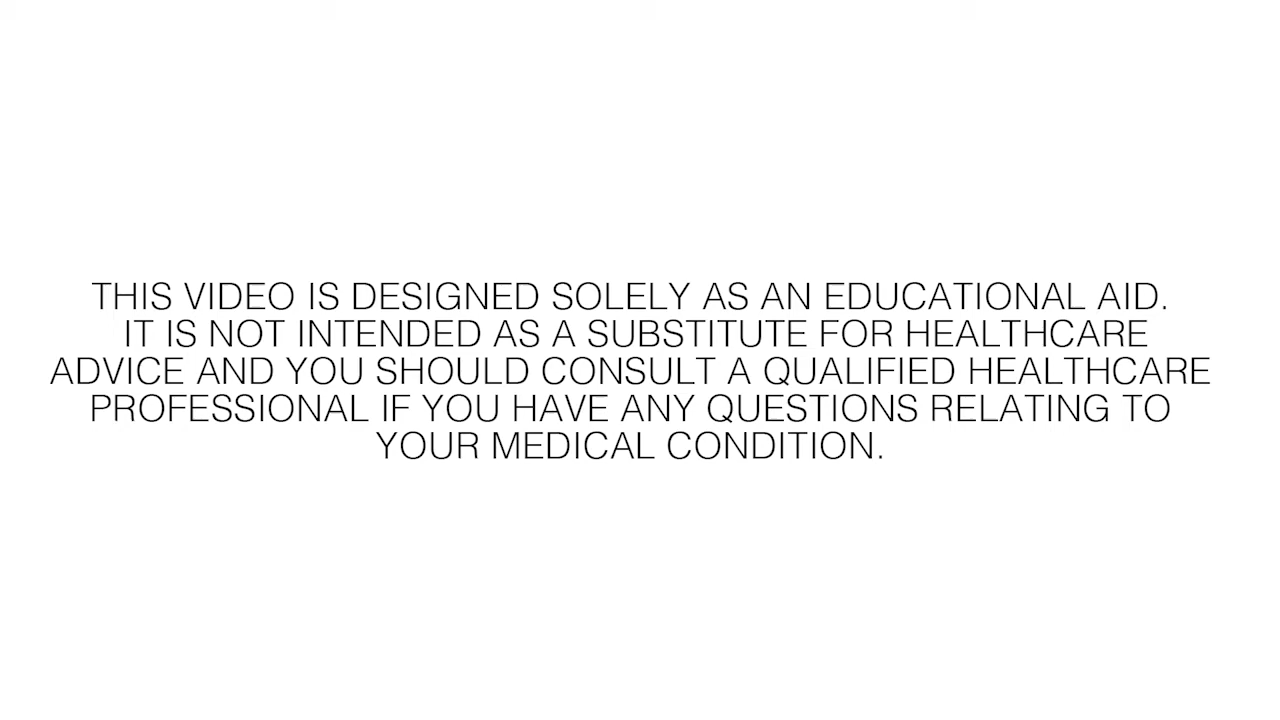 THIS VIDEO IS DESIGNED SOLELY AS AN EDUCATIONAL AID.
IT IS NOT INTENDED AS A SUBSTITUTE FOR HEALTHCARE
ADVICE AND YOU SHOULD CONSULT A QUALIFIED HEALTHCARE
PROFESSIONAL IF YOU HAVE ANY QUESTIONS RELATING TO
YOUR MEDICAL CONDITION.